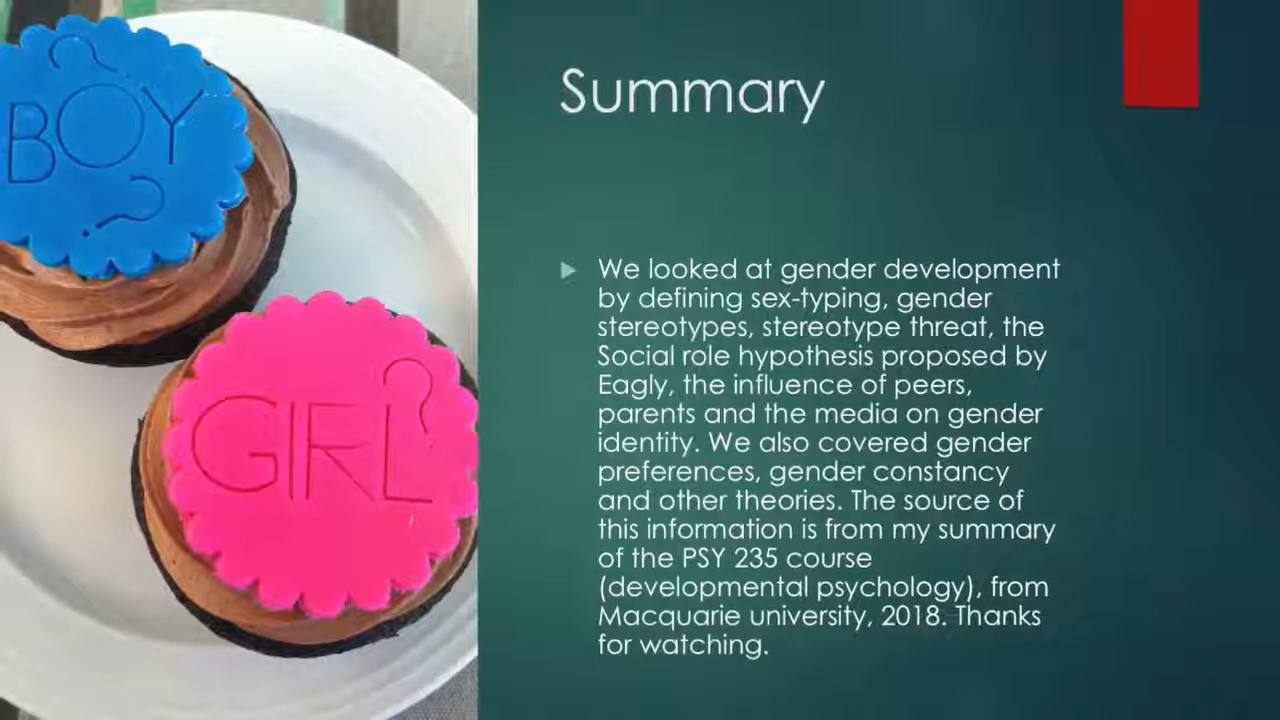 BOY
?
?
GIRL?
Summary
We looked at gender development
by defining sex-typing, gender
stereotypes, stereotype threat, the
Social role hypothesis proposed by
Eagly, the influence of peers,
parents and the media on gender
identity. We also covered gender
preferences, gender constancy
and other theories. The source of
this information is from my summary
of the PSY 235 course
(developmental psychology), from
Macquarie university, 2018. Thanks
for watching.